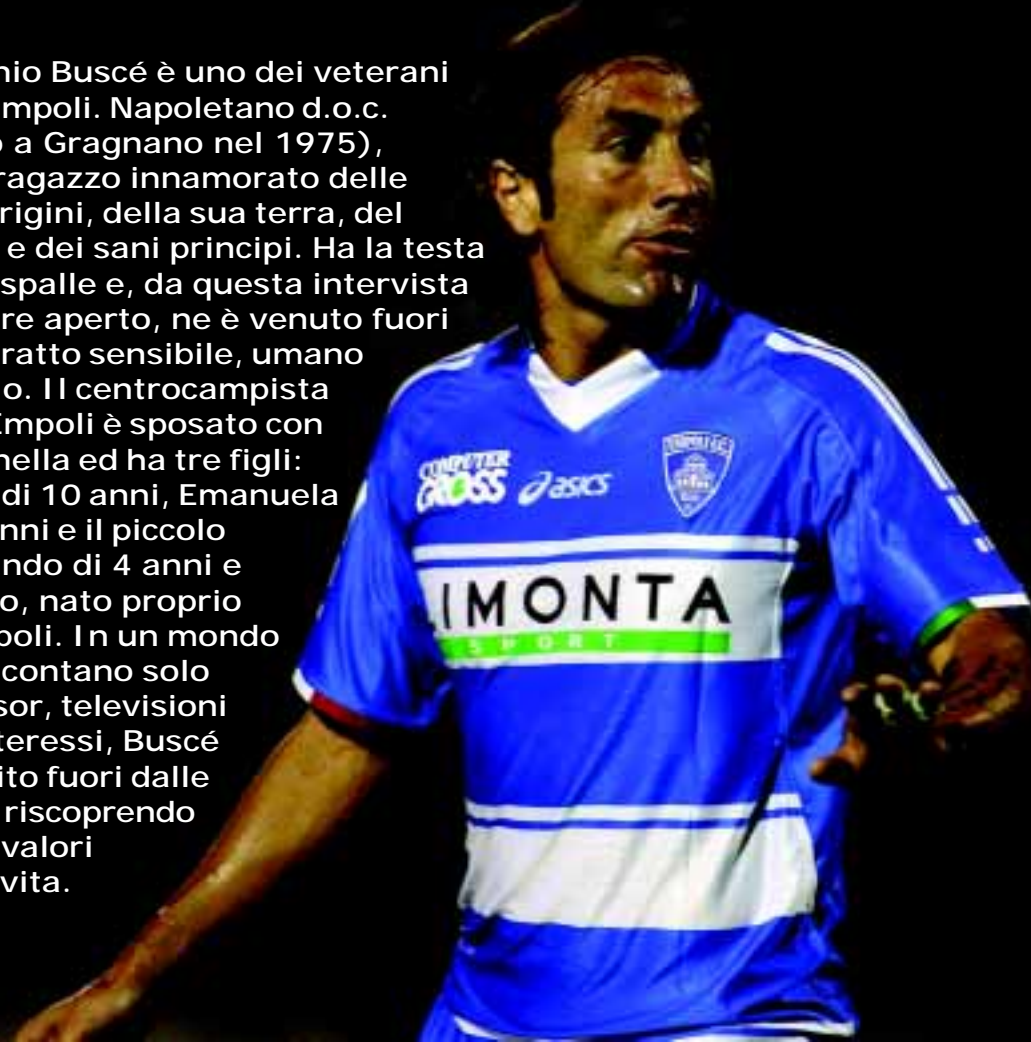 nio Buscé è uno dei veterani
mpoli. Napoletano d.o.c.
o a Gragnano nel 1975),
ragazzo innamorato delle
rigini, della sua terra, del
e dei sani principi. Ha la testa
spalle e, da questa intervista
re aperto, ne è venuto fuori
ratto sensibile, umano
o. Il centrocampista
Empoli è sposato con
nella ed ha tre figli:
di 10 anni, Emanuela
nni e il piccolo
ndo di 4 anni e
o, nato proprio
poli. In un mondo
contano solo
sor, televisioni
teressi, Buscé
ito fuori dalle
riscoprendo
valori
vita.
COMPUTER
GROSS asics
EMPOLI F.C.
LIMONTA
SPORT